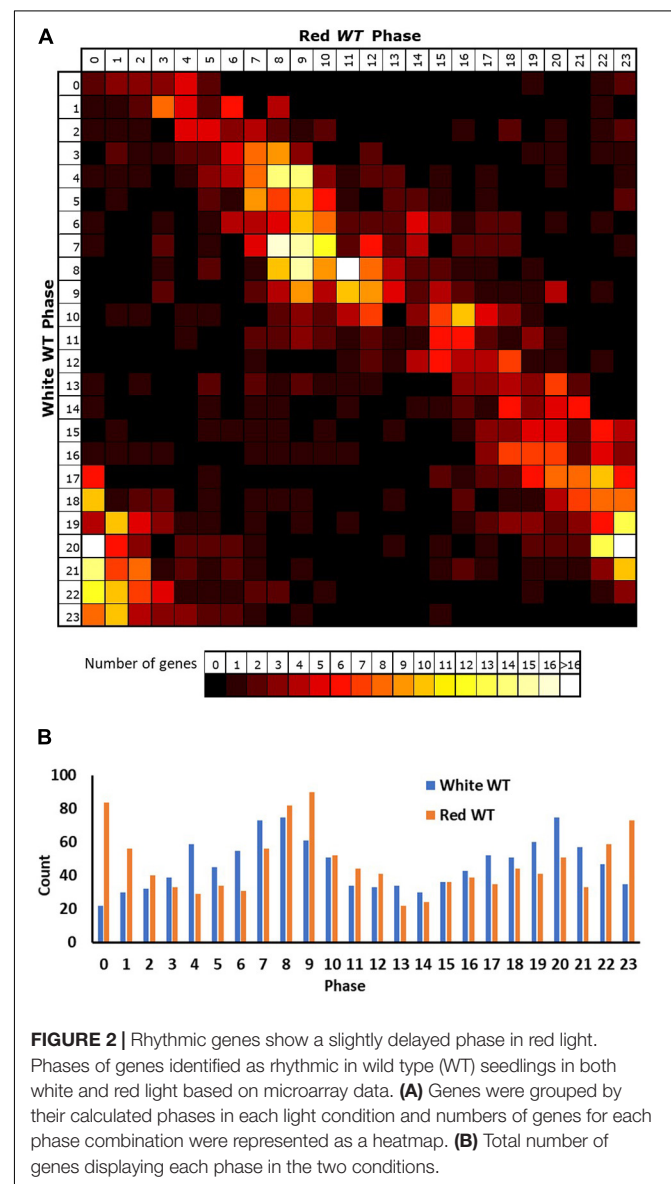 A
Red WT Phase
0 1 2 3 4 5 6 7 8 9 10 11 12 13 14 15 16 17 18 19 20 21 22 23
White WT Phase
0
1
2
3
4
5
6
7
8
9
10
11
12
13
14
15
16
17
18
19
20
21
22
23
Number of genes
0 1 2 3 4 5 6 7 8 9 10 11 12 13 14 15 16 >16
B
100
80
60
40
20
0
Count
White WT
Red WT
0 1 2 3 4 5 6 7 8 9 10 11 12 13 14 15 16 17 18 19 20 21 22 23
Phase
FIGURE 2 | Rhythmic genes show a slightly delayed phase in red light.
Phases of genes identified as rhythmic in wild type (WT) seedlings in both
white and red light based on microarray data. (A) Genes were grouped by
their calculated phases in each light condition and numbers of genes for each
phase combination were represented as a heatmap. (B) Total number of
genes displaying each phase in the two conditions.